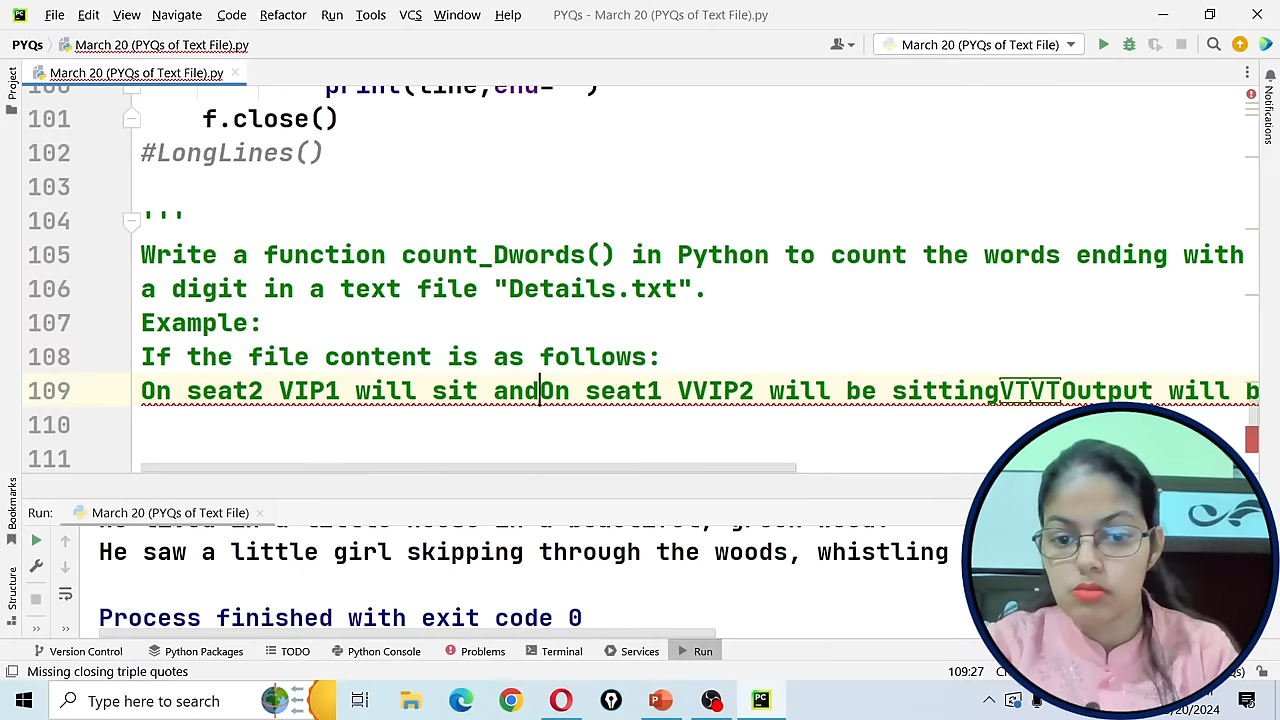 File Edit View Navigate Code Refactor Run Tools VCS Window Help PYQs - March 20 (PYQs of Text File).py
PYQs March 20 (PYQs of Text File).py March 20 (PYQs of Text File)
March 20 (PYQs of Text File).py
Project
Notifications
101 f.close()
102 #LongLines()
103
104 '''
105 Write a function count_Dwords() in Python to count the words ending with
106 a digit in a text file "Details.txt".
107 Example:
108 If the file content is as follows:
109 On seat2 VIP1 will sit andOn seat1 VVIP2 will be sittingVTVTOutput will b
110
111
Bookmarks
Structure
Run: March 20 (PYQs of Text File)
He saw a little girl skipping through the woods, whistling
Process finished with exit code 0
Version Control Python Packages TODO Python Console Problems Terminal Services Run
Missing closing triple quotes 109:27
Type here to search